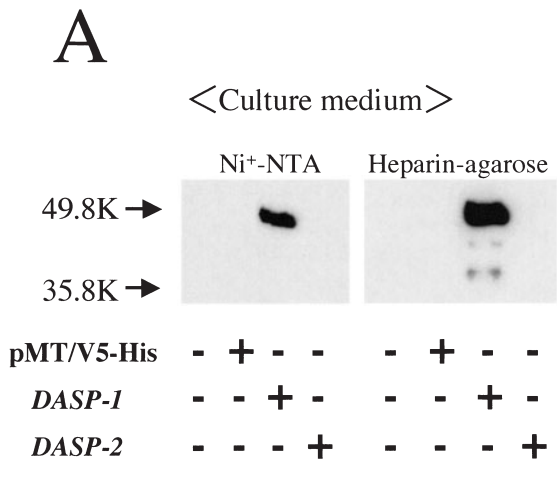 A
<Culture medium>
Ni+-NTA Heparin-agarose
49.8K
35.8K
pMT/V5-His - + - - - + - -
DASP-1 - - + - - - + -
DASP-2 - - - + - - - +